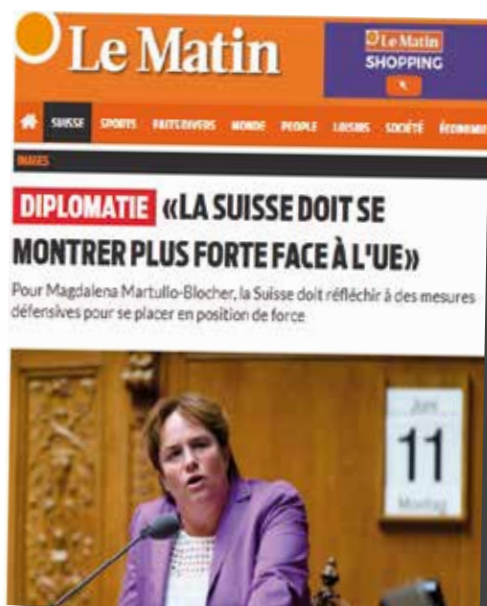 Le Matin
Le Matin
SHOPPING
SUISSE SPORTS FAITS DIVERS MONDE PEOPLE LOISIRS SOCIÉTÉ ÉCONOMIE
IMAGES
DIPLOMATIE «LA SUISSE DOIT SE
MONTRER PLUS FORTE FACE À L'UE»
Pour Magdalena Martullo-Blocher, la Suisse doit réfléchir à des mesures
défensives pour se placer en position de force
Juni
11
Montag